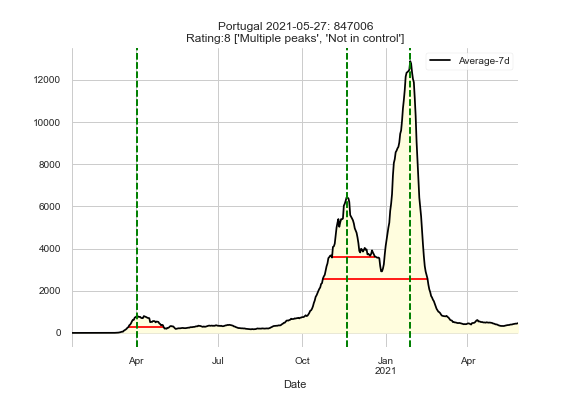 Portugal 2021-05-27: 847006
Rating:8 ['Multiple peaks', 'Not in control']
Average-7d
12000
10000
8000
6000
4000
2000
0
Apr Jul Oct Jan Apr
2021
Date